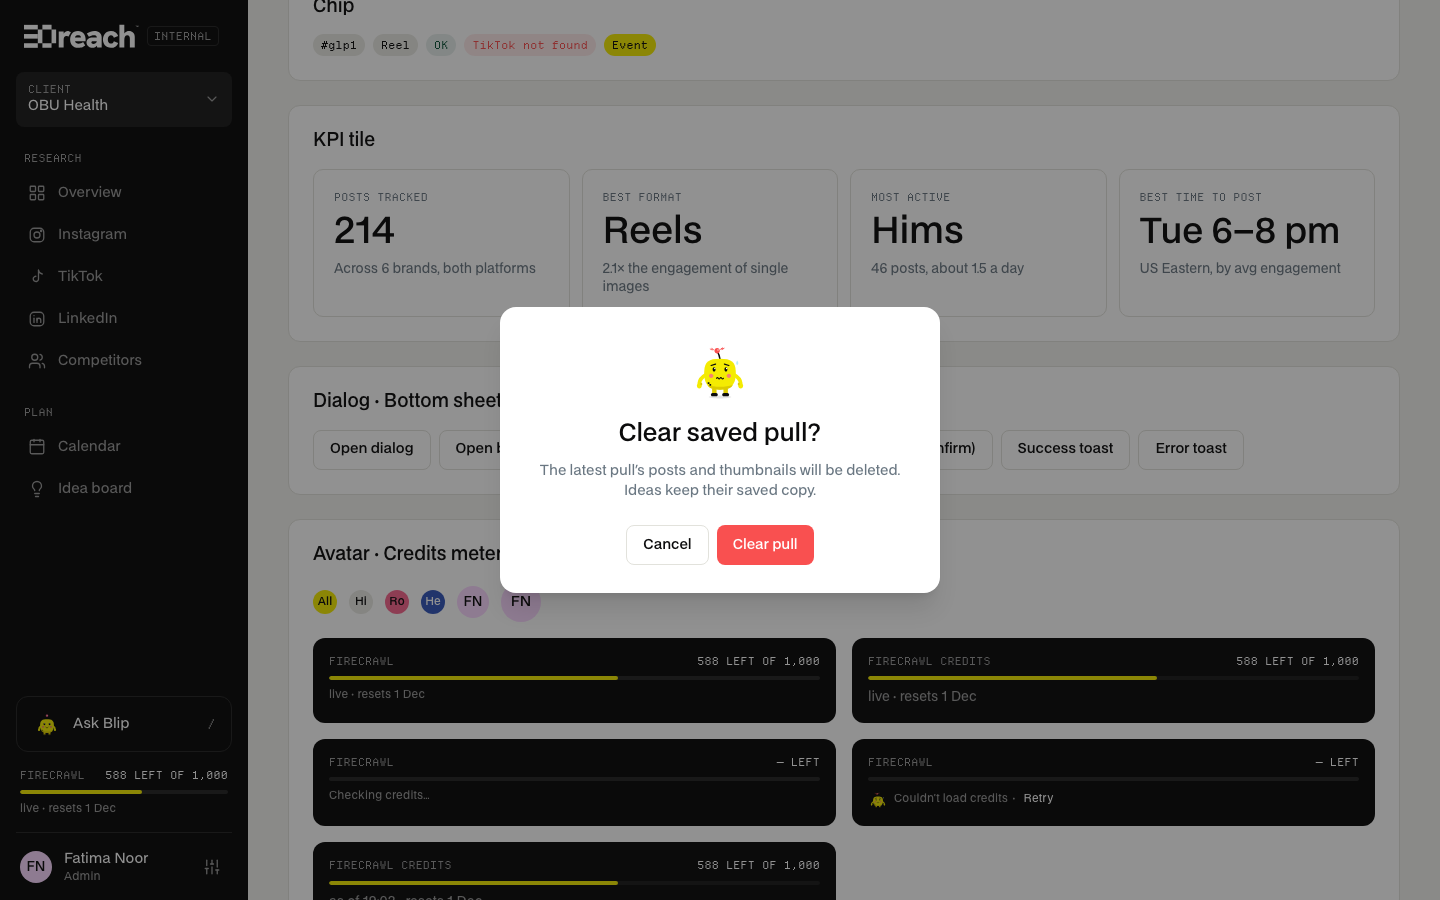 reach
INTERNAL
CLIENT
OBU Health
RESEARCH
Overview
Instagram
TikTok
LinkedIn
Competitors
PLAN
Calendar
Idea board
Ask Blip
/
FIRECRAWL 588 LEFT OF 1,000
live · resets 1 Dec
FN
Fatima Noor
Admin
Chip
#glp1 Reel OK TikTok not found Event
KPI tile
POSTS TRACKED
214
Across 6 brands, both platforms
BEST FORMAT
Reels
2.1× the engagement of single
images
MOST ACTIVE
Hims
46 posts, about 1.5 a day
BEST TIME TO POST
Tue 6–8 pm
US Eastern, by avg engagement
Dialog · Bottom sheet
Open dialog
Success toast
Error toast
Clear saved pull?
The latest pull's posts and thumbnails will be deleted.
Ideas keep their saved copy.
Cancel
Clear pull
Avatar · Credits meter
All Hi Ro He FN FN
FIRECRAWL 588 LEFT OF 1,000
live · resets 1 Dec
FIRECRAWL CREDITS 588 LEFT OF 1,000
live · resets 1 Dec
FIRECRAWL — LEFT
Checking credits…
FIRECRAWL — LEFT
Couldn't load credits · Retry
FIRECRAWL CREDITS 588 LEFT OF 1,000